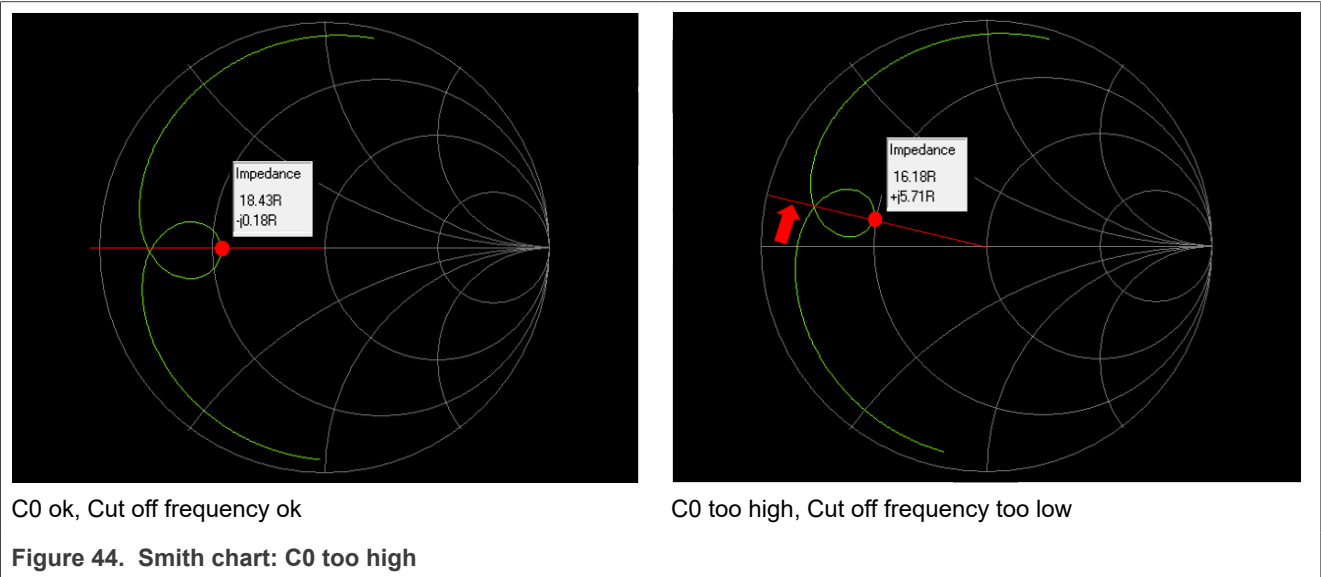 Impedance
18.43R
-j0.18R
Impedance
16.18R
+j5.71R
C0 ok, Cut off frequency ok
C0 too high, Cut off frequency too low
Figure 44. Smith chart: C0 too high